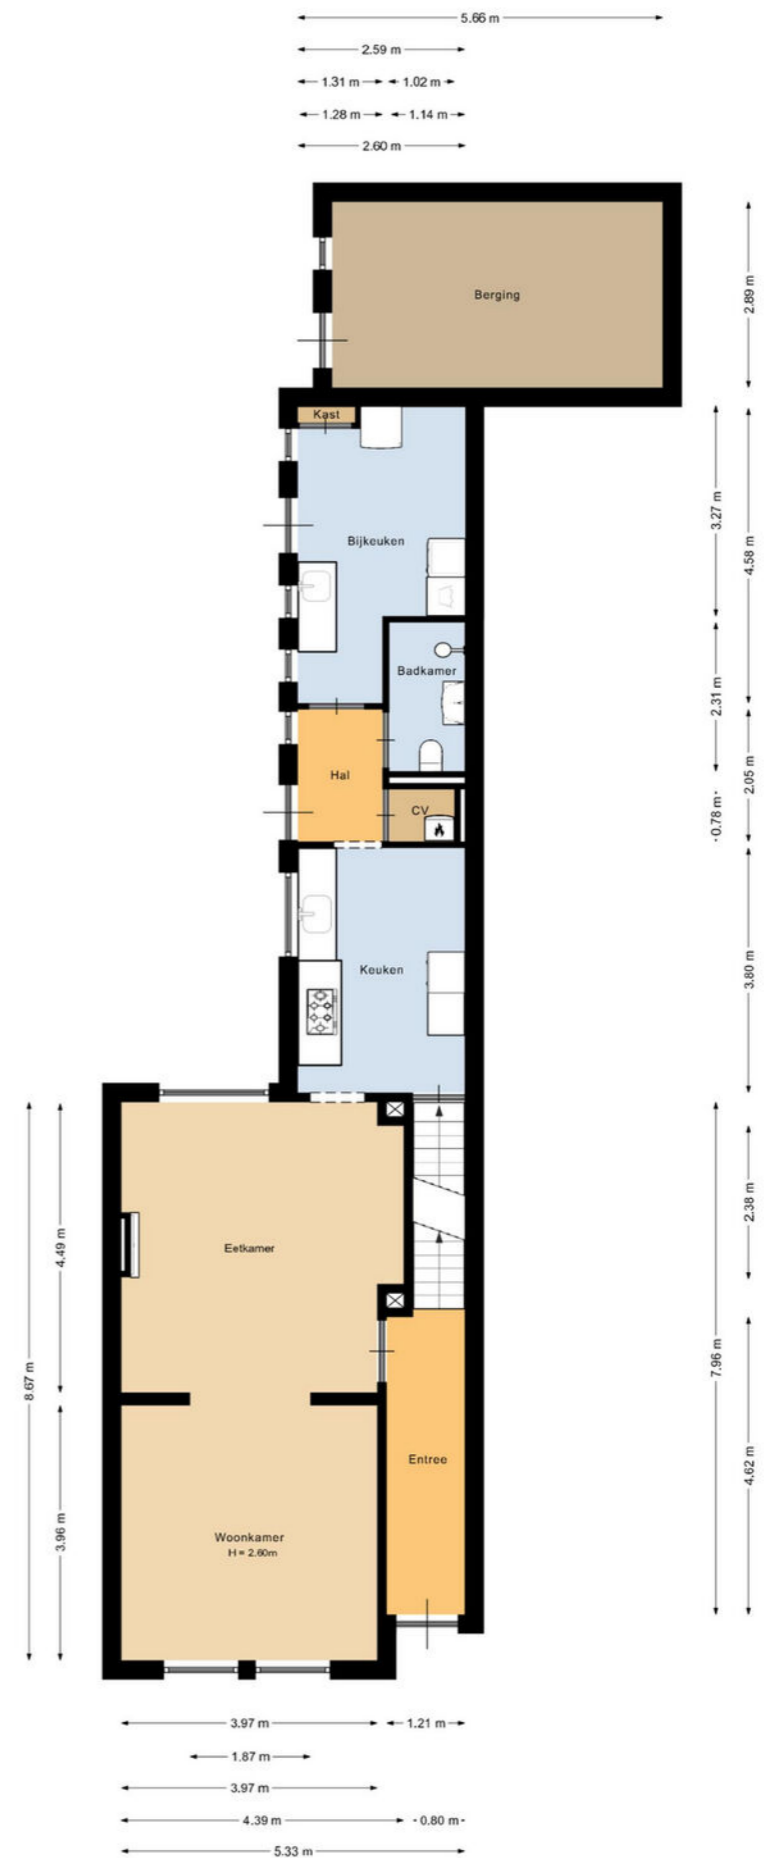 5.66 m
2.59 m
1.31 m 1.02 m
1.28 m 1.14 m
2.60 m
Berging
2.89 m
Kast
3.27 m
4.58 m
Bijkeuken
Badkamer
2.31 m
Hal
2.05 m
CV
0.78 m
Keuken
3.80 m
2.38 m
4.49 m
Eetkamer
7.96 m
8.67 m
Entree
4.62 m
3.96 m
Woonkamer
H = 2.60m
3.97 m 1.21 m
1.87 m
3.97 m
4.39 m 0.80 m
5.33 m